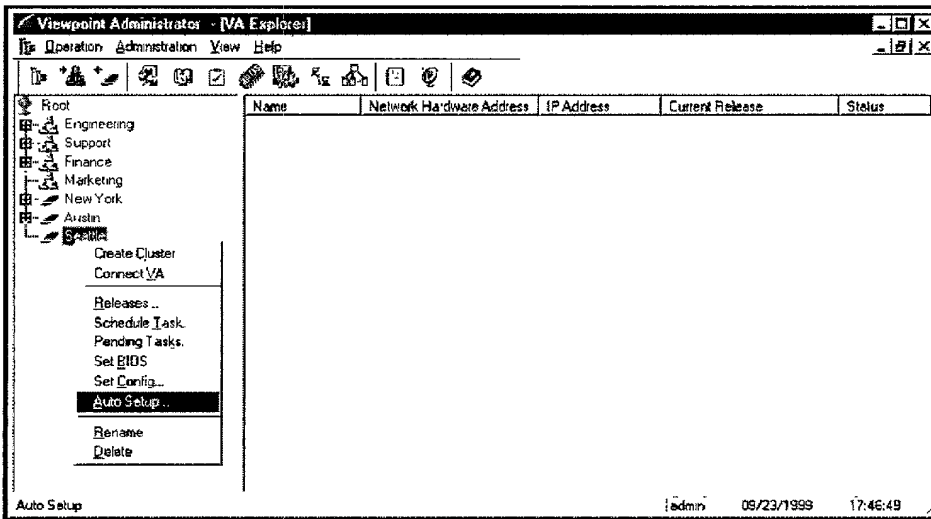 Viewpoint Administrator - [VA Explorer]
Operation Administration View Help
Root
Engineering
Support
Finance
Marketing
New York
Austin
Seattle
Name Network Hardware Address IP Address Current Release Status
Create Cluster
Connect VA
Releases...
Schedule Task.
Pending Tasks.
Set BIOS
Set Config...
Auto Setup...
Rename
Delete
Auto Setup admin 09/23/1999 17:46:49